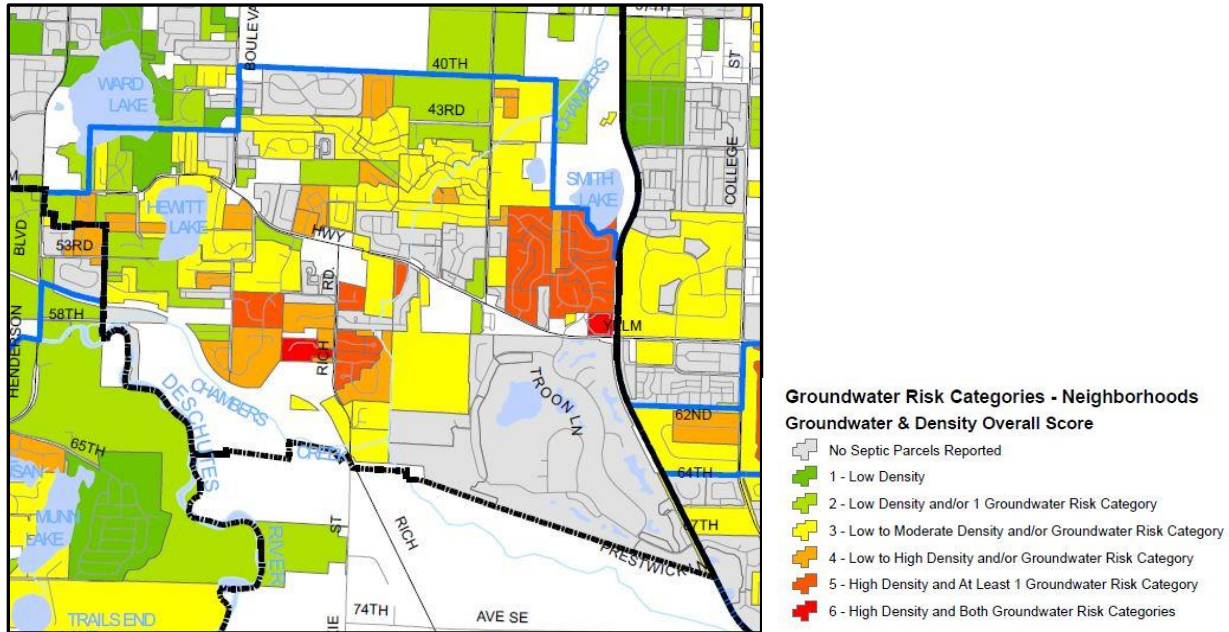 57TH
BOULEVA
40TH
WARD
LAKE
CHAMBERS
43RD
ST
COLLEGE
M
SMITH
LAKE
HEWITT
LAKE
HWY
BLVD
53RD
RD.
58TH
YELM
HENDERSON
RICH
CHAMBERS
DESCHUTES
TROON LN
62ND
65TH
CREEK
64TH
SAN
MUNN
LAKE
ST
RICH
67TH
RIVER
PRESTWICK LN
TRAILS END
74TH
AVE SE
IE
Groundwater Risk Categories - Neighborhoods
Groundwater & Density Overall Score
No Septic Parcels Reported
1 - Low Density
2 - Low Density and/or 1 Groundwater Risk Category
3 - Low to Moderate Density and/or Groundwater Risk Category
4 - Low to High Density and/or Groundwater Risk Category
5 - High Density and At Least 1 Groundwater Risk Category
6 - High Density and Both Groundwater Risk Categories